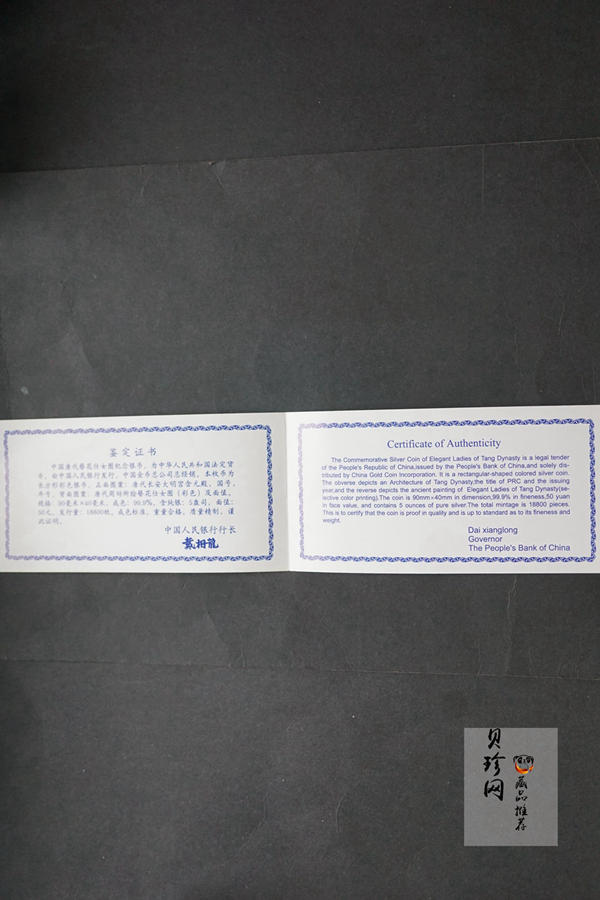 鉴定证书
中国唐代簪花仕女图纪念银币，为中华人民共和国法定货
币，由中国人民银行发行，中国金币总公司总经销。本枚币为
长方形彩色银币，正面图案：唐代长安大明宫含元殿、国号、
年号，背面图案：唐代周昉所绘簪花仕女图（彩色）及面值。
规格：90毫米×40毫米，成色：99.9%，含纯银：5盎司，面值：
50元，发行量：18800枚。成色标准，重量合格，质量精制，谨
此证明。
中国人民银行行长
戴相龍
Certificate of Authenticity
The Commemorative Silver Coin of Elegant Ladies of Tang Dynasty is a legal tender
of the People's Republic of China,issued by the People's Bank of China,and solely dis-
tributed by China Gold Coin Incorporation. It is a rectangular-shaped colored silver coin.
The obverse depicts an Architecture of Tang Dynasty,the title of PRC and the issuing
year,and the reverse depicts the ancient painting of Elegant Ladies of Tang Dynasty(se-
lective color printing).The coin is 90mm×40mm in dimension,99.9% in fineness,50 yuan
in face value, and contains 5 ounces of pure silver.The total mintage is 18800 pieces.
This is to certify that the coin is proof in quality and is up to standard as to its fineness and
weight.
Dai xianglong
Governor
The People's Bank of China
贝珍网
藏品推荐